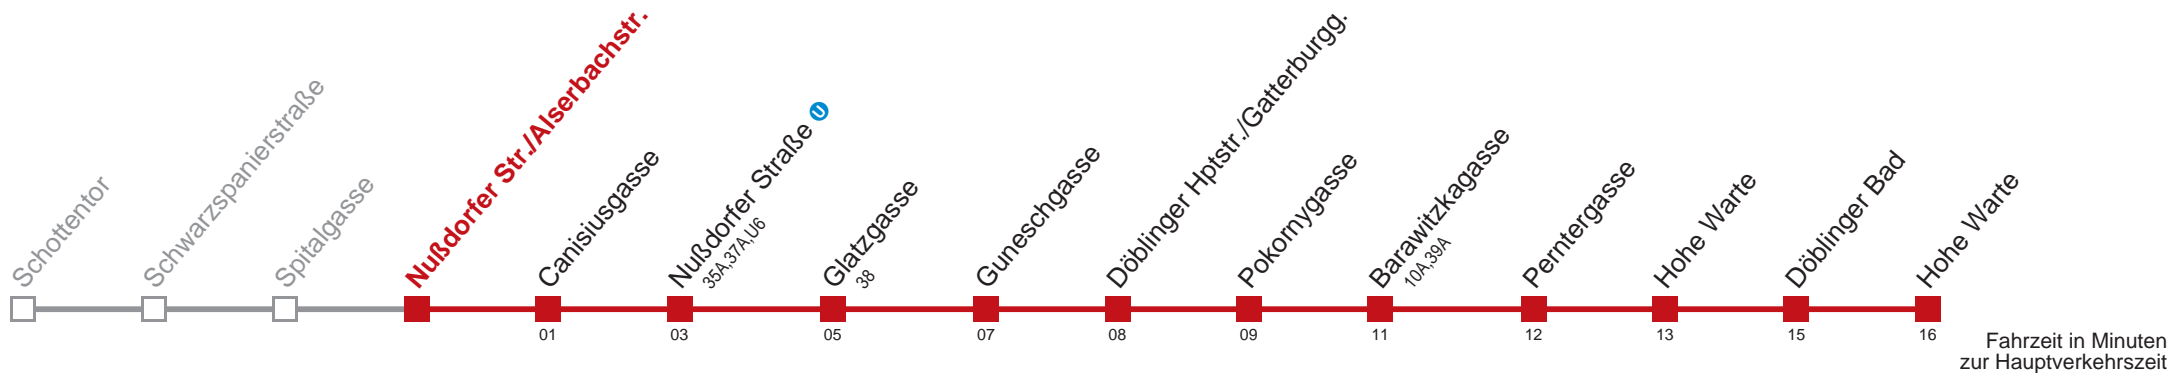 Schottentor
Schwarzspanierstraße
Spitalgasse
Nußdorfer Str./Alserbachstr.
Canisiusgasse
Nußdorfer Straße U
35A,37A,U6
Glatzgasse
38
Guneschgasse
Döblinger Hptstr./Gatterburgg.
Pokornygasse
Barawitzkagasse
10A,39A
Perntergasse
Hohe Warte
Döblinger Bad
Hohe Warte
01 03 05 07 08 09 11 12 13 15 16
Fahrzeit in Minuten
zur Hauptverkehrszeit